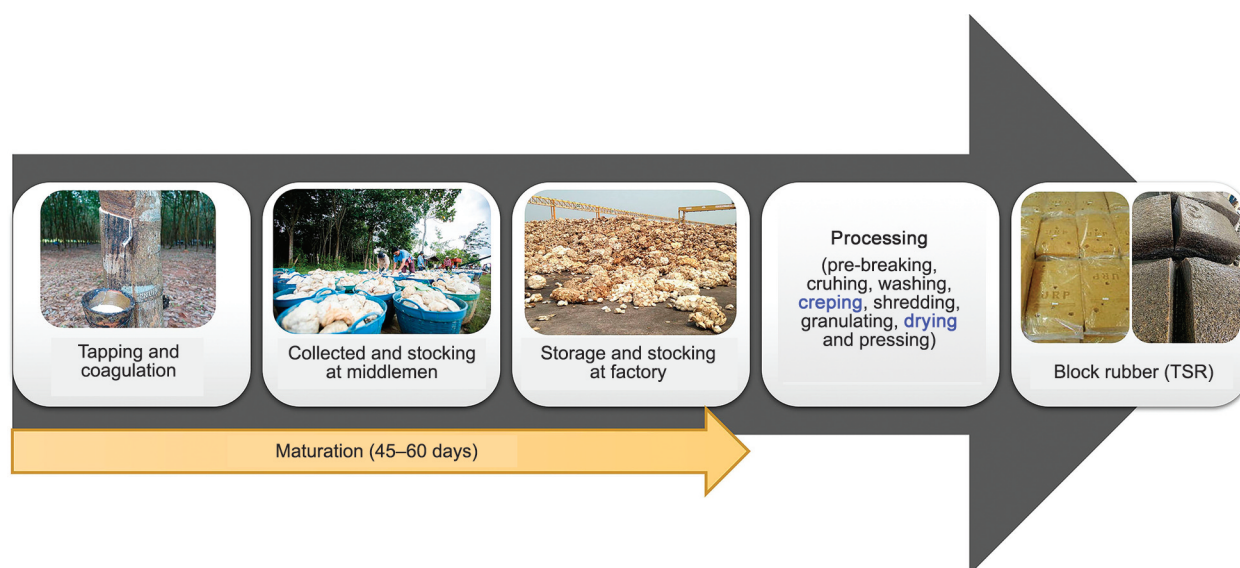 Tapping and
coagulation
Collected and stocking
at middlemen
Storage and stocking
at factory
Processing
(pre-breaking,
cruhing, washing,
creping, shredding,
granulating, drying
and pressing)
Block rubber (TSR)
Maturation (45–60 days)